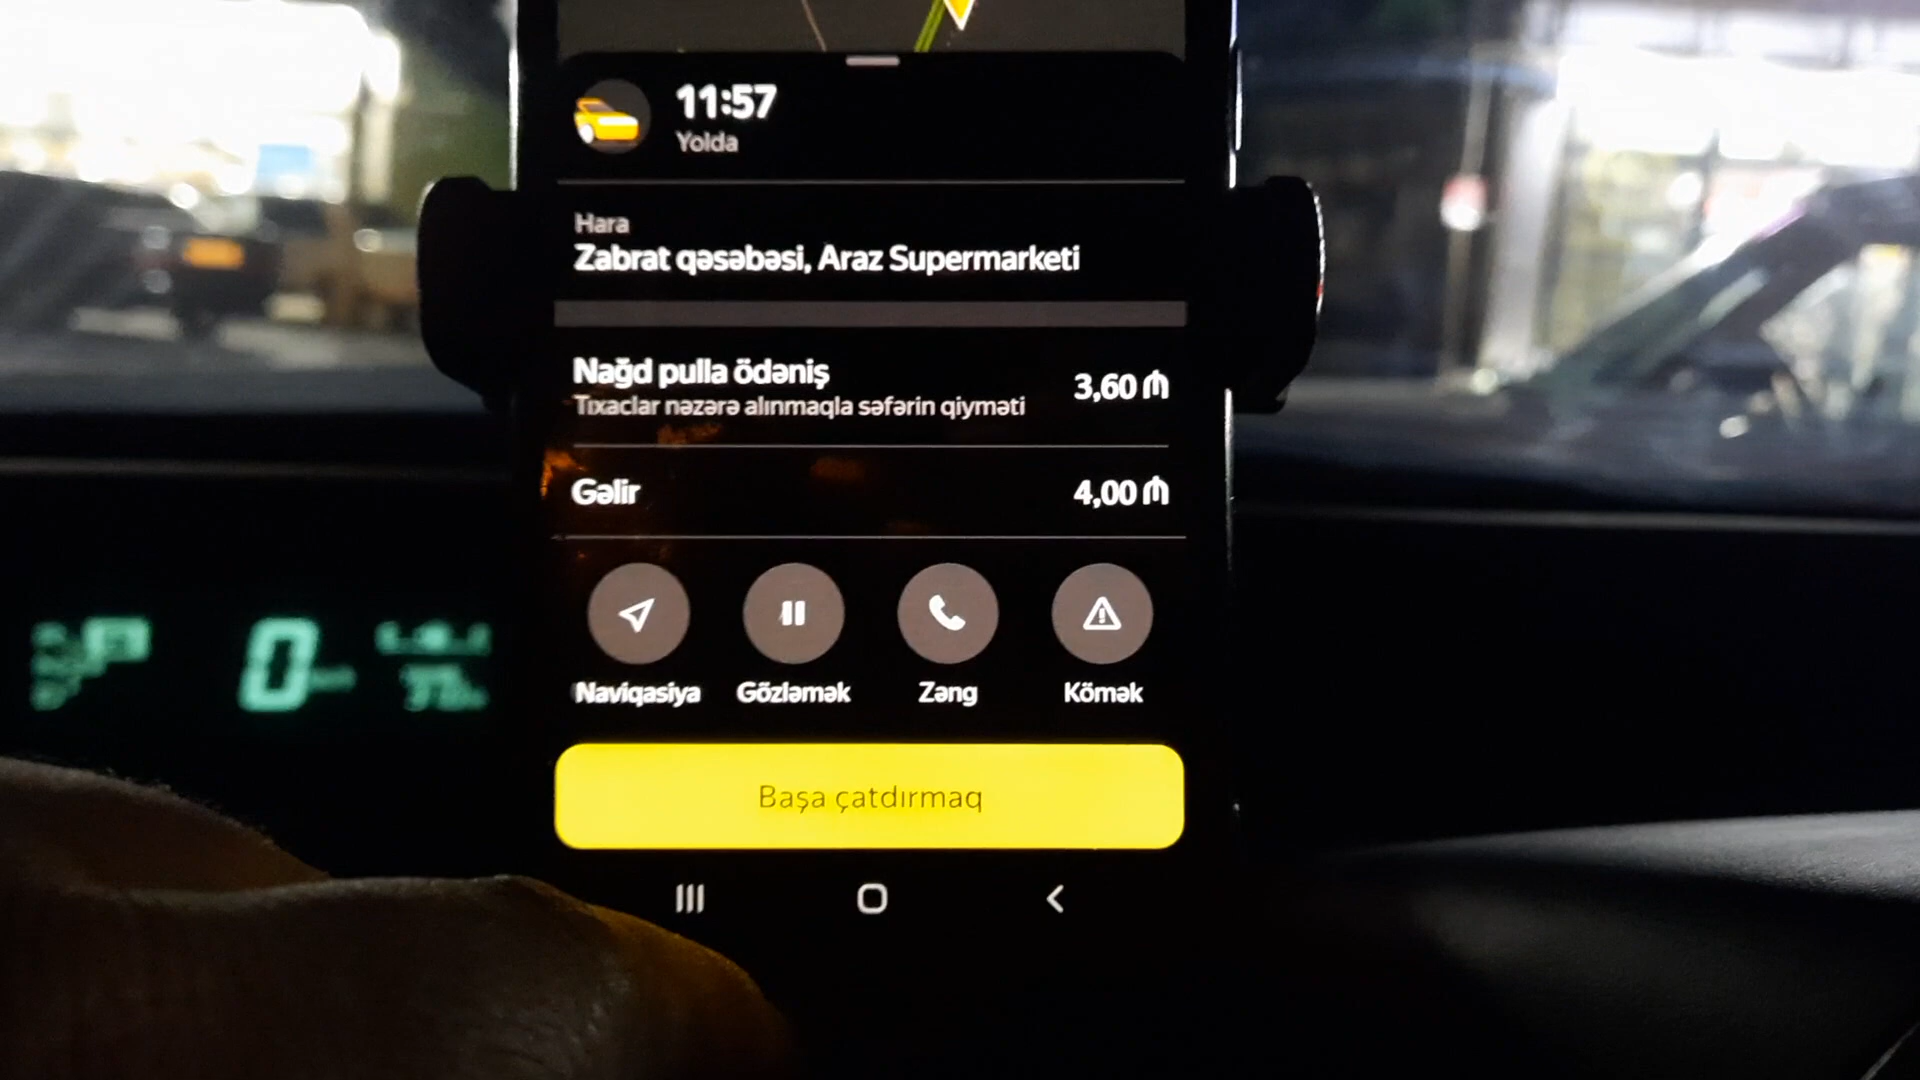 11:57
Yolda
Hara
Zabrat qəsəbəsi, Araz Supermarketi
Nağd pulla ödəniş
3,60 ₼
Tıxaclar nəzərə alınmaqla səfərin qiyməti
Gəlir
4,00 ₼
Naviqasiya Gözləmək Zəng Kömək
Başa çatdırmaq
0